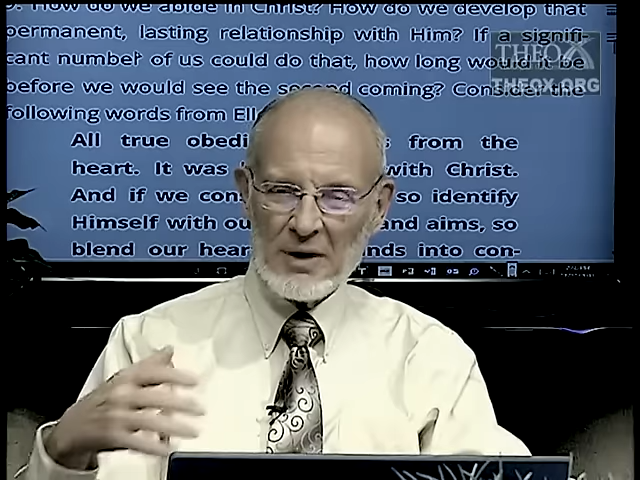 9. How do we abide in Christ? How do we develop that
permanent, lasting relationship with Him? If a signifi-
cant number of us could do that, how long would it be
before we would see the second coming? Consider the
following words from Ell
All true obedi from the
heart. It was with Christ.
And if we con so identify
Himself with ou and aims, so
blend our hear nds into con-
THEOX
THEOX.ORG